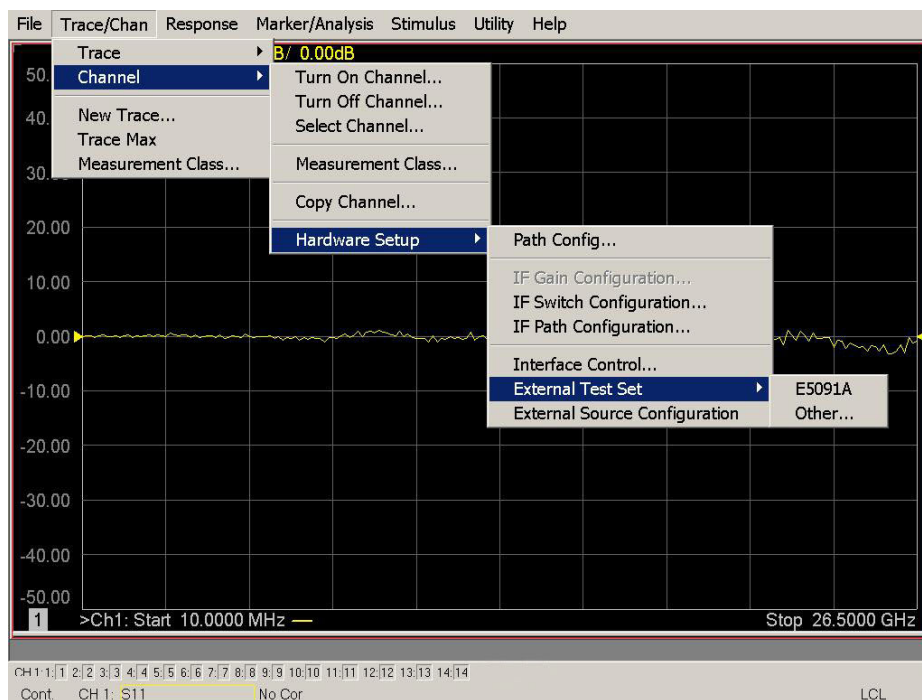 File Trace/Chan Response Marker/Analysis Stimulus Utility Help
Trace
Channel
New Trace...
Trace Max
Measurement Class...
B/ 0.00dB
Turn On Channel...
Turn Off Channel...
Select Channel...
Measurement Class...
Copy Channel...
Hardware Setup
Path Config...
IF Gain Configuration...
IF Switch Configuration...
IF Path Configuration...
Interface Control...
External Test Set
External Source Configuration
E5091A
Other...
50.
40.
30.
20.00
10.00
0.00
-10.00
-20.00
-30.00
-40.00
-50.00
1 >Ch1: Start 10.0000 MHz — Stop 26.5000 GHz
CH 1: 1: 1 2: 2 3: 3 4: 4 5: 5 6: 6 7: 7 8: 8 9: 9 10: 10 11: 11 12: 12 13: 13 14: 14
Cont. CH 1: S11 No Cor LCL